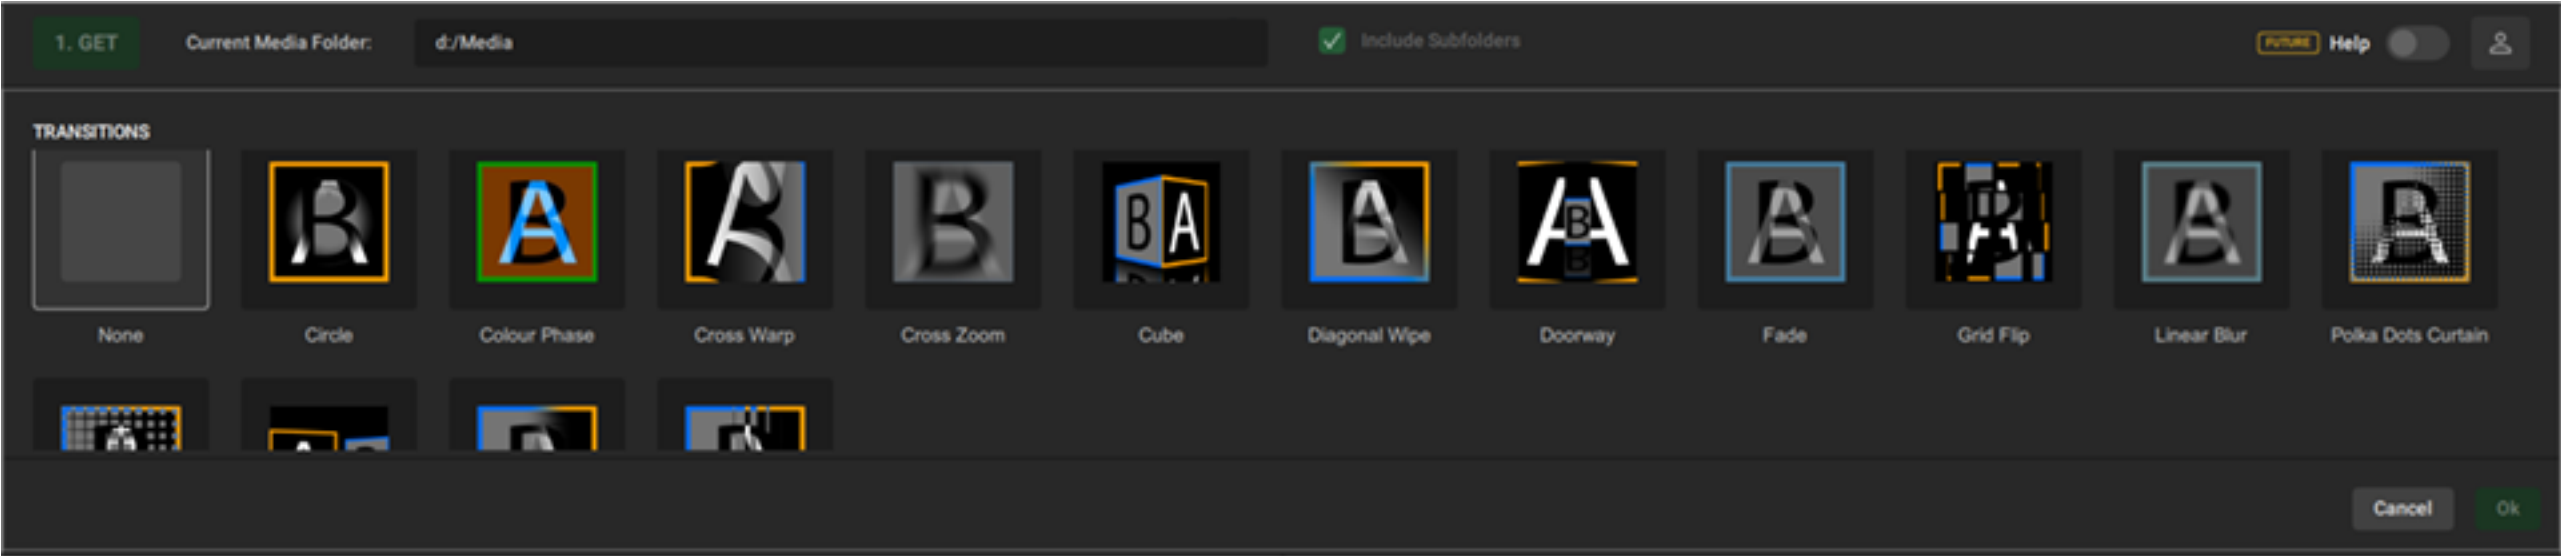 1. GET Current Media Folder: d:/Media Include Subfolders FUTURE Help
TRANSITIONS
None Circle Colour Phase Cross Warp Cross Zoom Cube Diagonal Wipe Doorway Fade Grid Flip Linear Blur Polka Dots Curtain
Cancel Ok